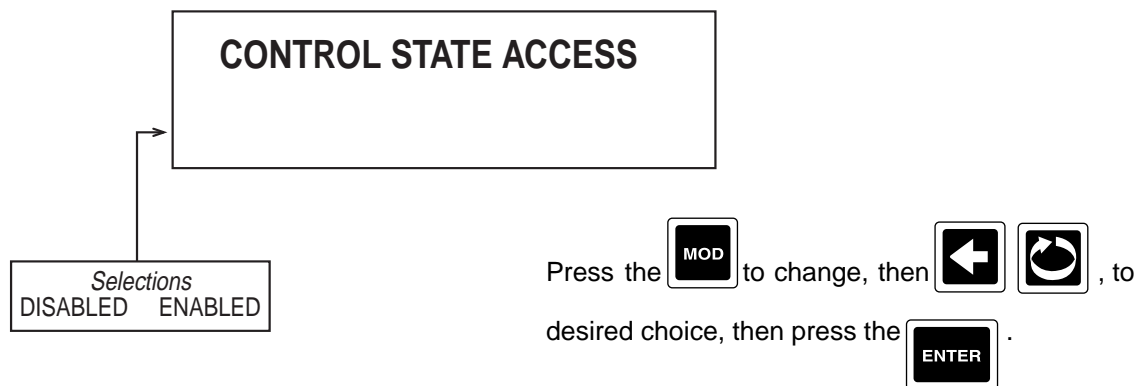 CONTROL STATE ACCESS
Selections
DISABLED ENABLED
Press the MOD to change, then , to
desired choice, then press the ENTER .